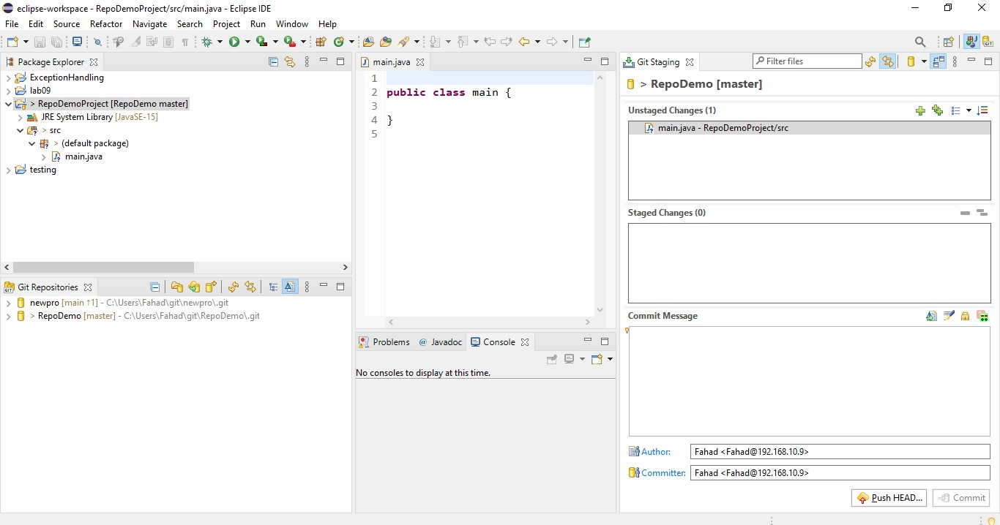 eclipse-workspace - RepoDemoProject/src/main.java - Eclipse IDE
File Edit Source Refactor Navigate Search Project Run Window Help
Package Explorer
ExceptionHandling
lab09
> RepoDemoProject [RepoDemo master]
JRE System Library [JavaSE-15]
> src
> (default package)
main.java
testing
Git Repositories
newpro [main ↑1] - C:\Users\Fahad\git\newpro\.git
> RepoDemo [master] - C:\Users\Fahad\git\RepoDemo\.git
main.java
1
2 public class main {
3
4 }
5
Problems @ Javadoc Console
No consoles to display at this time.
Git Staging
Filter files
> RepoDemo [master]
Unstaged Changes (1)
main.java - RepoDemoProject/src
Staged Changes (0)
Commit Message
Author: Fahad <Fahad@192.168.10.9>
Committer: Fahad <Fahad@192.168.10.9>
Push HEAD... Commit